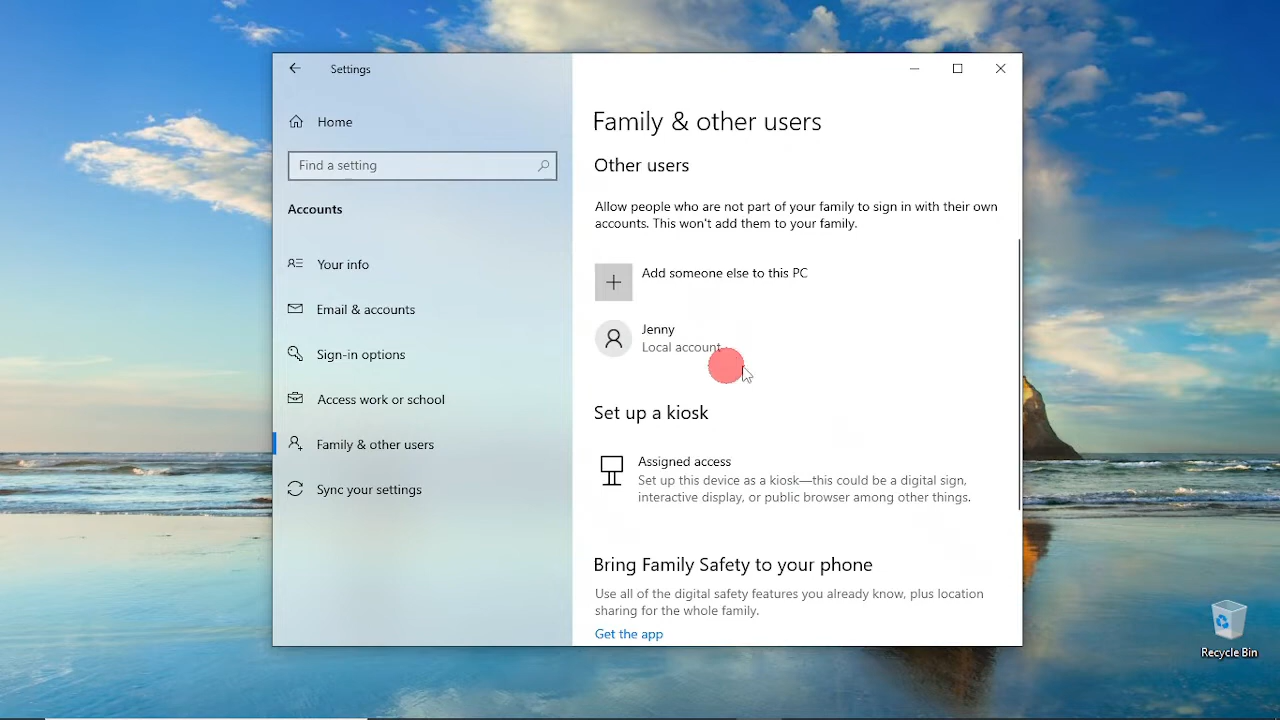 Settings
Home
Find a setting
Accounts
Your info
Email & accounts
Sign-in options
Access work or school
Family & other users
Sync your settings
Family & other users
Other users
Allow people who are not part of your family to sign in with their own
accounts. This won't add them to your family.
Add someone else to this PC
Jenny
Local account
Set up a kiosk
Assigned access
Set up this device as a kiosk—this could be a digital sign,
interactive display, or public browser among other things.
Bring Family Safety to your phone
Use all of the digital safety features you already know, plus location
sharing for the whole family.
Get the app
Recycle Bin